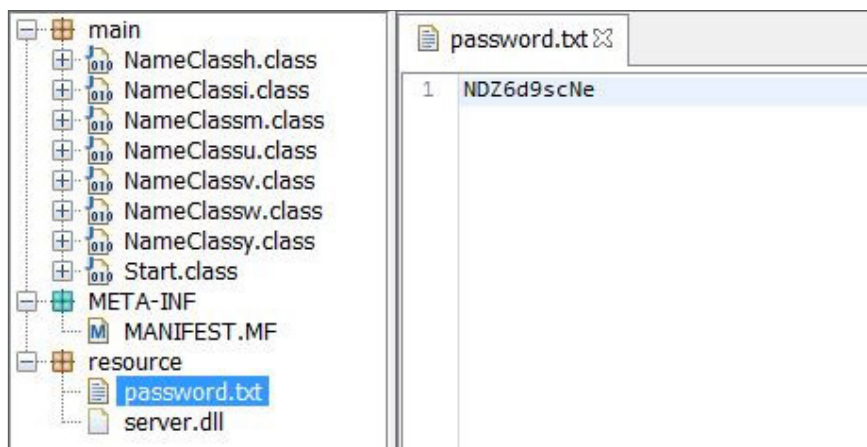 main
NameClassh.class
NameClassi.class
NameClassm.class
NameClassu.class
NameClassv.class
NameClassw.class
NameClassy.class
Start.class
META-INF
MANIFEST.MF
resource
password.txt
server.dll
password.txt
1 NDZ6d9scNe